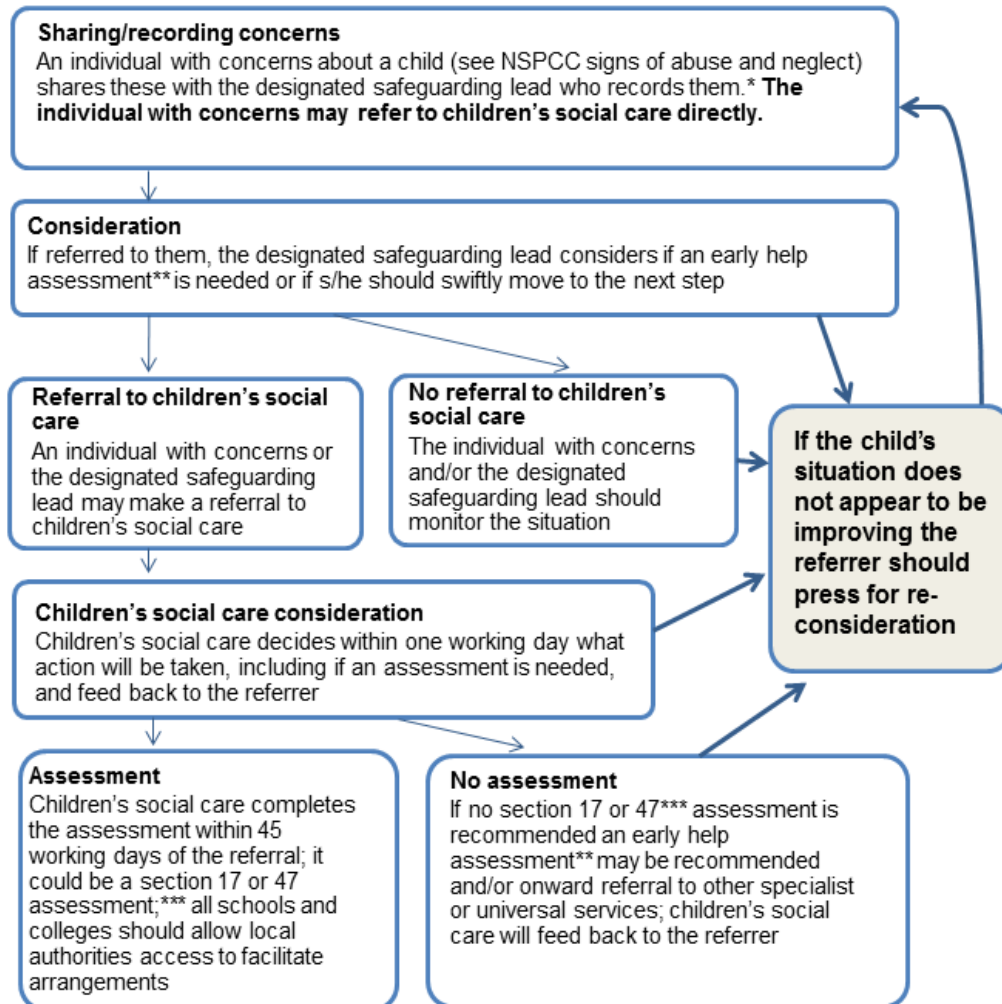 Sharing/recording concerns
An individual with concerns about a child (see NSPCC signs of abuse and neglect)
shares these with the designated safeguarding lead who records them.* The
individual with concerns may refer to children's social care directly.
Consideration
If referred to them, the designated safeguarding lead considers if an early help
assessment** is needed or if s/he should swiftly move to the next step
Referral to children's social
care
An individual with concerns or
the designated safeguarding
lead may make a referral to
children's social care
No referral to children's
social care
The individual with concerns
and/or the designated
safeguarding lead should
monitor the situation
If the child's
situation does
not appear to be
improving the
referrer should
press for re-
consideration
Children's social care consideration
Children's social care decides within one working day what
action will be taken, including if an assessment is needed,
and feed back to the referrer
Assessment
Children's social care completes
the assessment within 45
working days of the referral; it
could be a section 17 or 47
assessment;*** all schools and
colleges should allow local
authorities access to facilitate
arrangements
No assessment
If no section 17 or 47*** assessment is
recommended an early help
assessment** may be recommended
and/or onward referral to other specialist
or universal services; children's social
care will feed back to the referrer